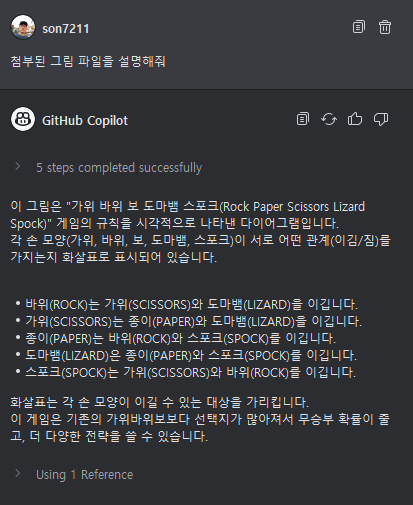 son7211
첨부된 그림 파일을 설명해줘
GitHub Copilot
5 steps completed successfully
이 그림은 "가위 바위 보 도마뱀 스포크(Rock Paper Scissors Lizard
Spock)" 게임의 규칙을 시각적으로 나타낸 다이어그램입니다.
각 손 모양(가위, 바위, 보, 도마뱀, 스포크)이 서로 어떤 관계(이김/짐)를
가지는지 화살표로 표시되어 있습니다.
• 바위(ROCK)는 가위(SCISSORS)와 도마뱀(LIZARD)을 이깁니다.
• 가위(SCISSORS)는 종이(PAPER)와 도마뱀(LIZARD)을 이깁니다.
• 종이(PAPER)는 바위(ROCK)와 스포크(SPOCK)를 이깁니다.
• 도마뱀(LIZARD)은 종이(PAPER)와 스포크(SPOCK)를 이깁니다.
• 스포크(SPOCK)는 가위(SCISSORS)와 바위(ROCK)를 이깁니다.
화살표는 각 손 모양이 이길 수 있는 대상을 가리킵니다.
이 게임은 기존의 가위바위보보다 선택지가 많아져서 무승부 확률이 줄
고, 더 다양한 전략을 쓸 수 있습니다.
Using 1 Reference